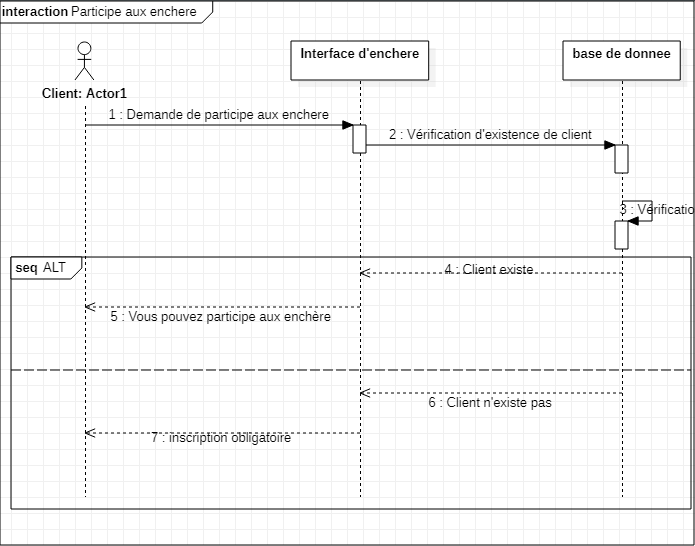 interaction Participe aux enchere
Interface d'enchere
base de donnee
Client: Actor1
1 : Demande de participe aux enchere
2 : Vérification d'existence de client
3 : Vérificatio
seq ALT
4 : Client existe
5 : Vous pouvez participe aux enchère
6 : Client n'existe pas
7 : inscription obligatoire